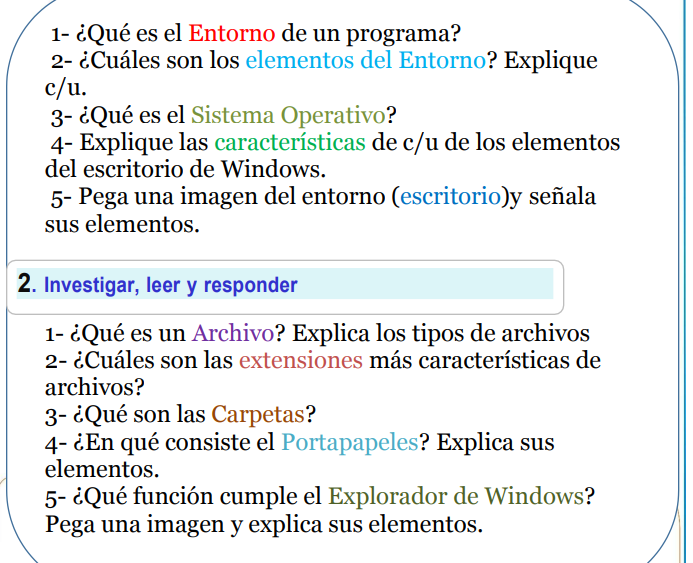 1- ¿Qué es el Entorno de un programa?
2- ¿Cuáles son los elementos del Entorno? Explique
c/u.
3- ¿Qué es el Sistema Operativo?
4- Explique las características de c/u de los elementos
del escritorio de Windows.
5- Pega una imagen del entorno (escritorio)y señala
sus elementos.
2. Investigar, leer y responder
1- ¿Qué es un Archivo? Explica los tipos de archivos
2- ¿Cuáles son las extensiones más características de
archivos?
3- ¿Qué son las Carpetas?
4- ¿En qué consiste el Portapapeles? Explica sus
elementos.
5- ¿Qué función cumple el Explorador de Windows?
Pega una imagen y explica sus elementos.